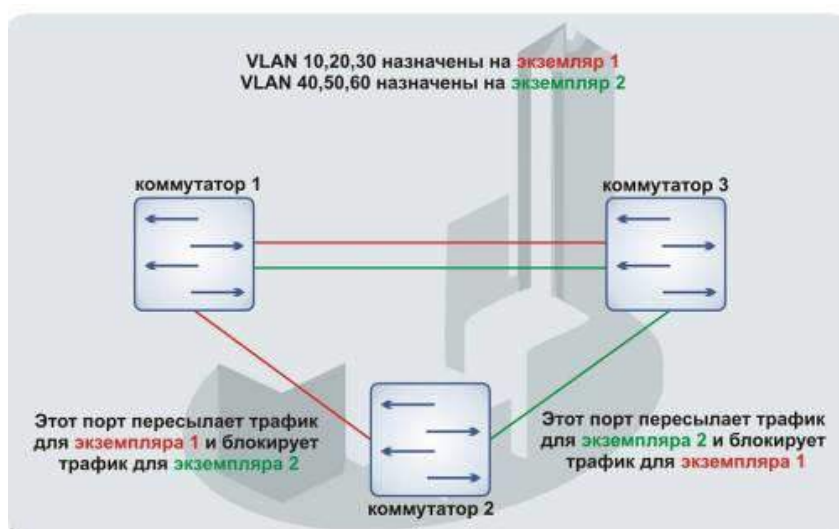 VLAN 10,20,30 назначены на экземляр 1
VLAN 40,50,60 назначены на экземпляр 2
коммутатор 1
коммутатор 3
Этот порт пересылает трафик
для экземпляра 1 и блокирует
трафик для экземпляра 2
Этот порт пересылает трафик
для экземпляра 2 и блокирует
трафик для экземпляра 1
коммутатор 2